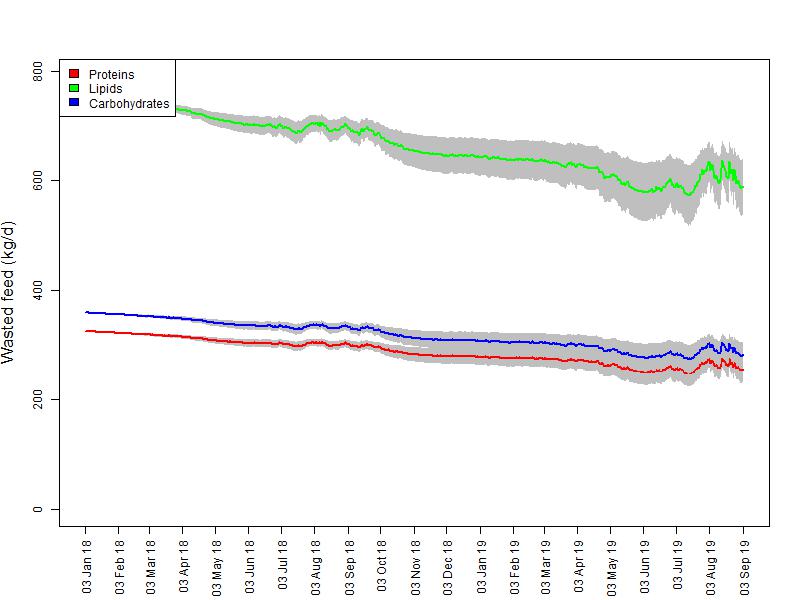 Proteins
Lipids
Carbohydrates
Wasted feed (kg/d)
800
600
400
200
0
03 Jan 18
03 Feb 18
03 Mar 18
03 Apr 18
03 May 18
03 Jun 18
03 Jul 18
03 Aug 18
03 Sep 18
03 Oct 18
03 Nov 18
03 Dec 18
03 Jan 19
03 Feb 19
03 Mar 19
03 Apr 19
03 May 19
03 Jun 19
03 Jul 19
03 Aug 19
03 Sep 19